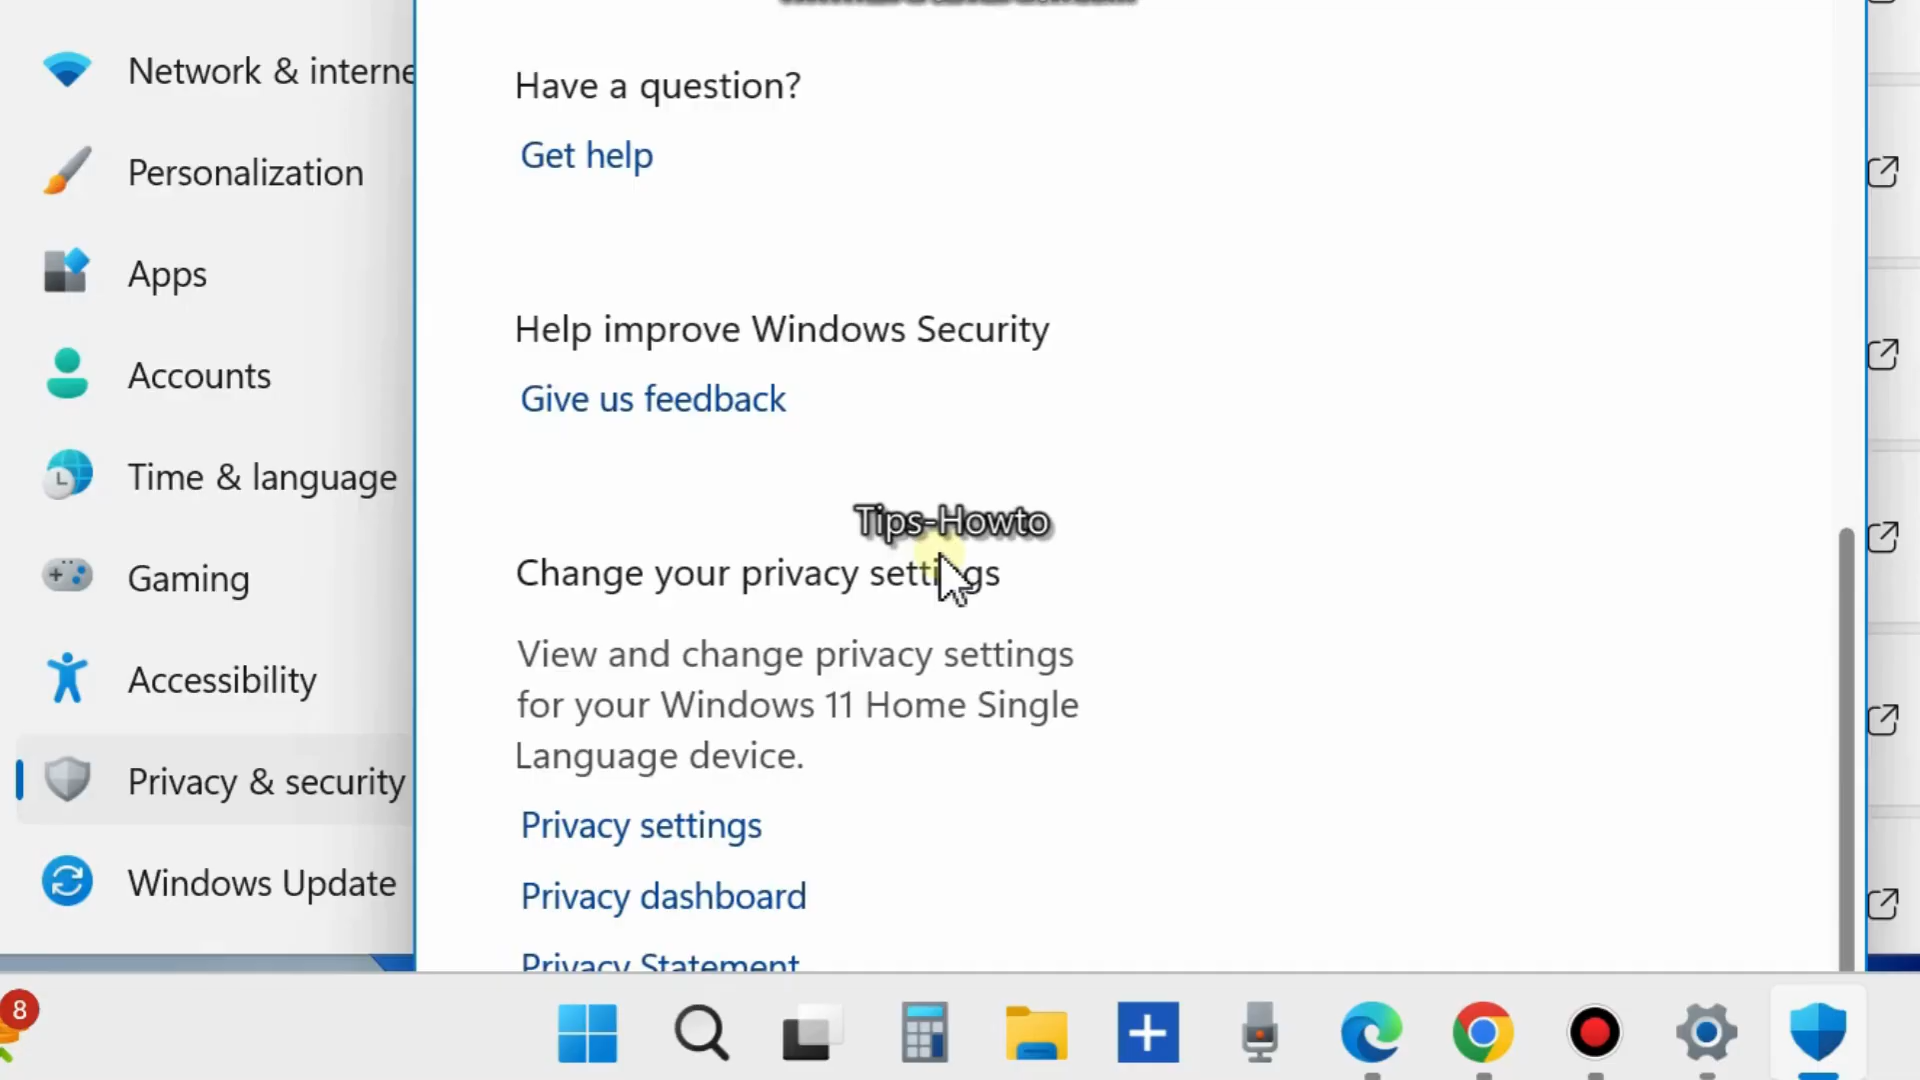 Network & interne
Personalization
Apps
Accounts
Time & language
Gaming
Accessibility
Privacy & security
Windows Update
Have a question?
Get help
Help improve Windows Security
Give us feedback
Tips-Howto
Change your privacy settings
View and change privacy settings
for your Windows 11 Home Single
Language device.
Privacy settings
Privacy dashboard
Privacy Statement
8